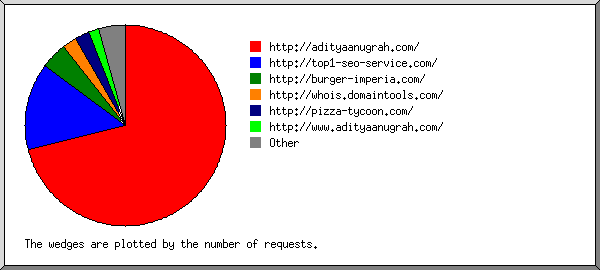 http://adityaanugrah.com/
http://top1-seo-service.com/
http://burger-imperia.com/
http://whois.domaintools.com/
http://pizza-tycoon.com/
http://www.adityaanugrah.com/
Other
The wedges are plotted by the number of requests.